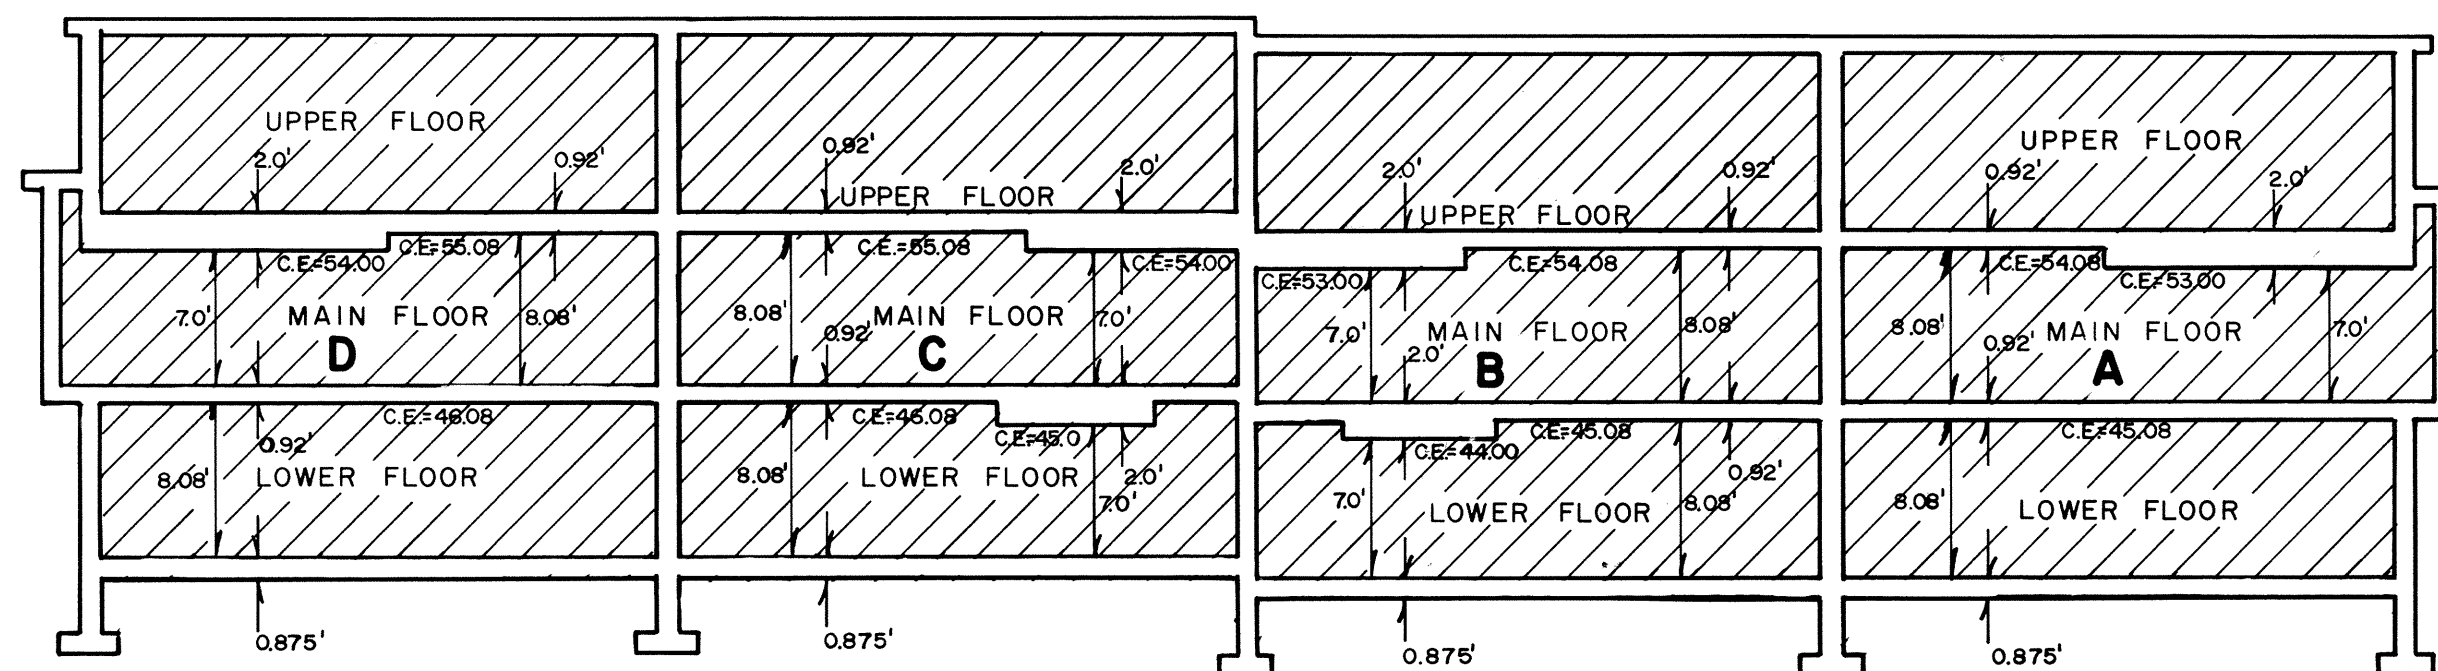 UPPER FLOOR
2.0'
0.92'
C.E.=55.08
C.E.=54.00
7.0'
MAIN FLOOR
8.08'
D
C.E.=46.08
0.92'
8.08'
LOWER FLOOR
0.875'
0.92'
2.0'
UPPER FLOOR
C.E.=55.08
C.E.=54.00
8.08'
MAIN FLOOR
7.0'
0.92'
C
C.E.=46.08
C.E.=45.0
8.08'
LOWER FLOOR
2.0'
7.0'
0.875'
2.0'
0.92'
UPPER FLOOR
C.E.=54.08
C.E.=53.00
7.0'
MAIN FLOOR
8.08'
2.0'
B
C.E.=45.08
C.E.=44.00
0.92'
7.0'
LOWER FLOOR
8.08'
0.875'
UPPER FLOOR
0.92'
2.0'
C.E.=54.08
C.E.=53.00
8.08'
MAIN FLOOR
7.0'
0.92'
A
C.E.=45.08
8.08'
LOWER FLOOR
0.875'